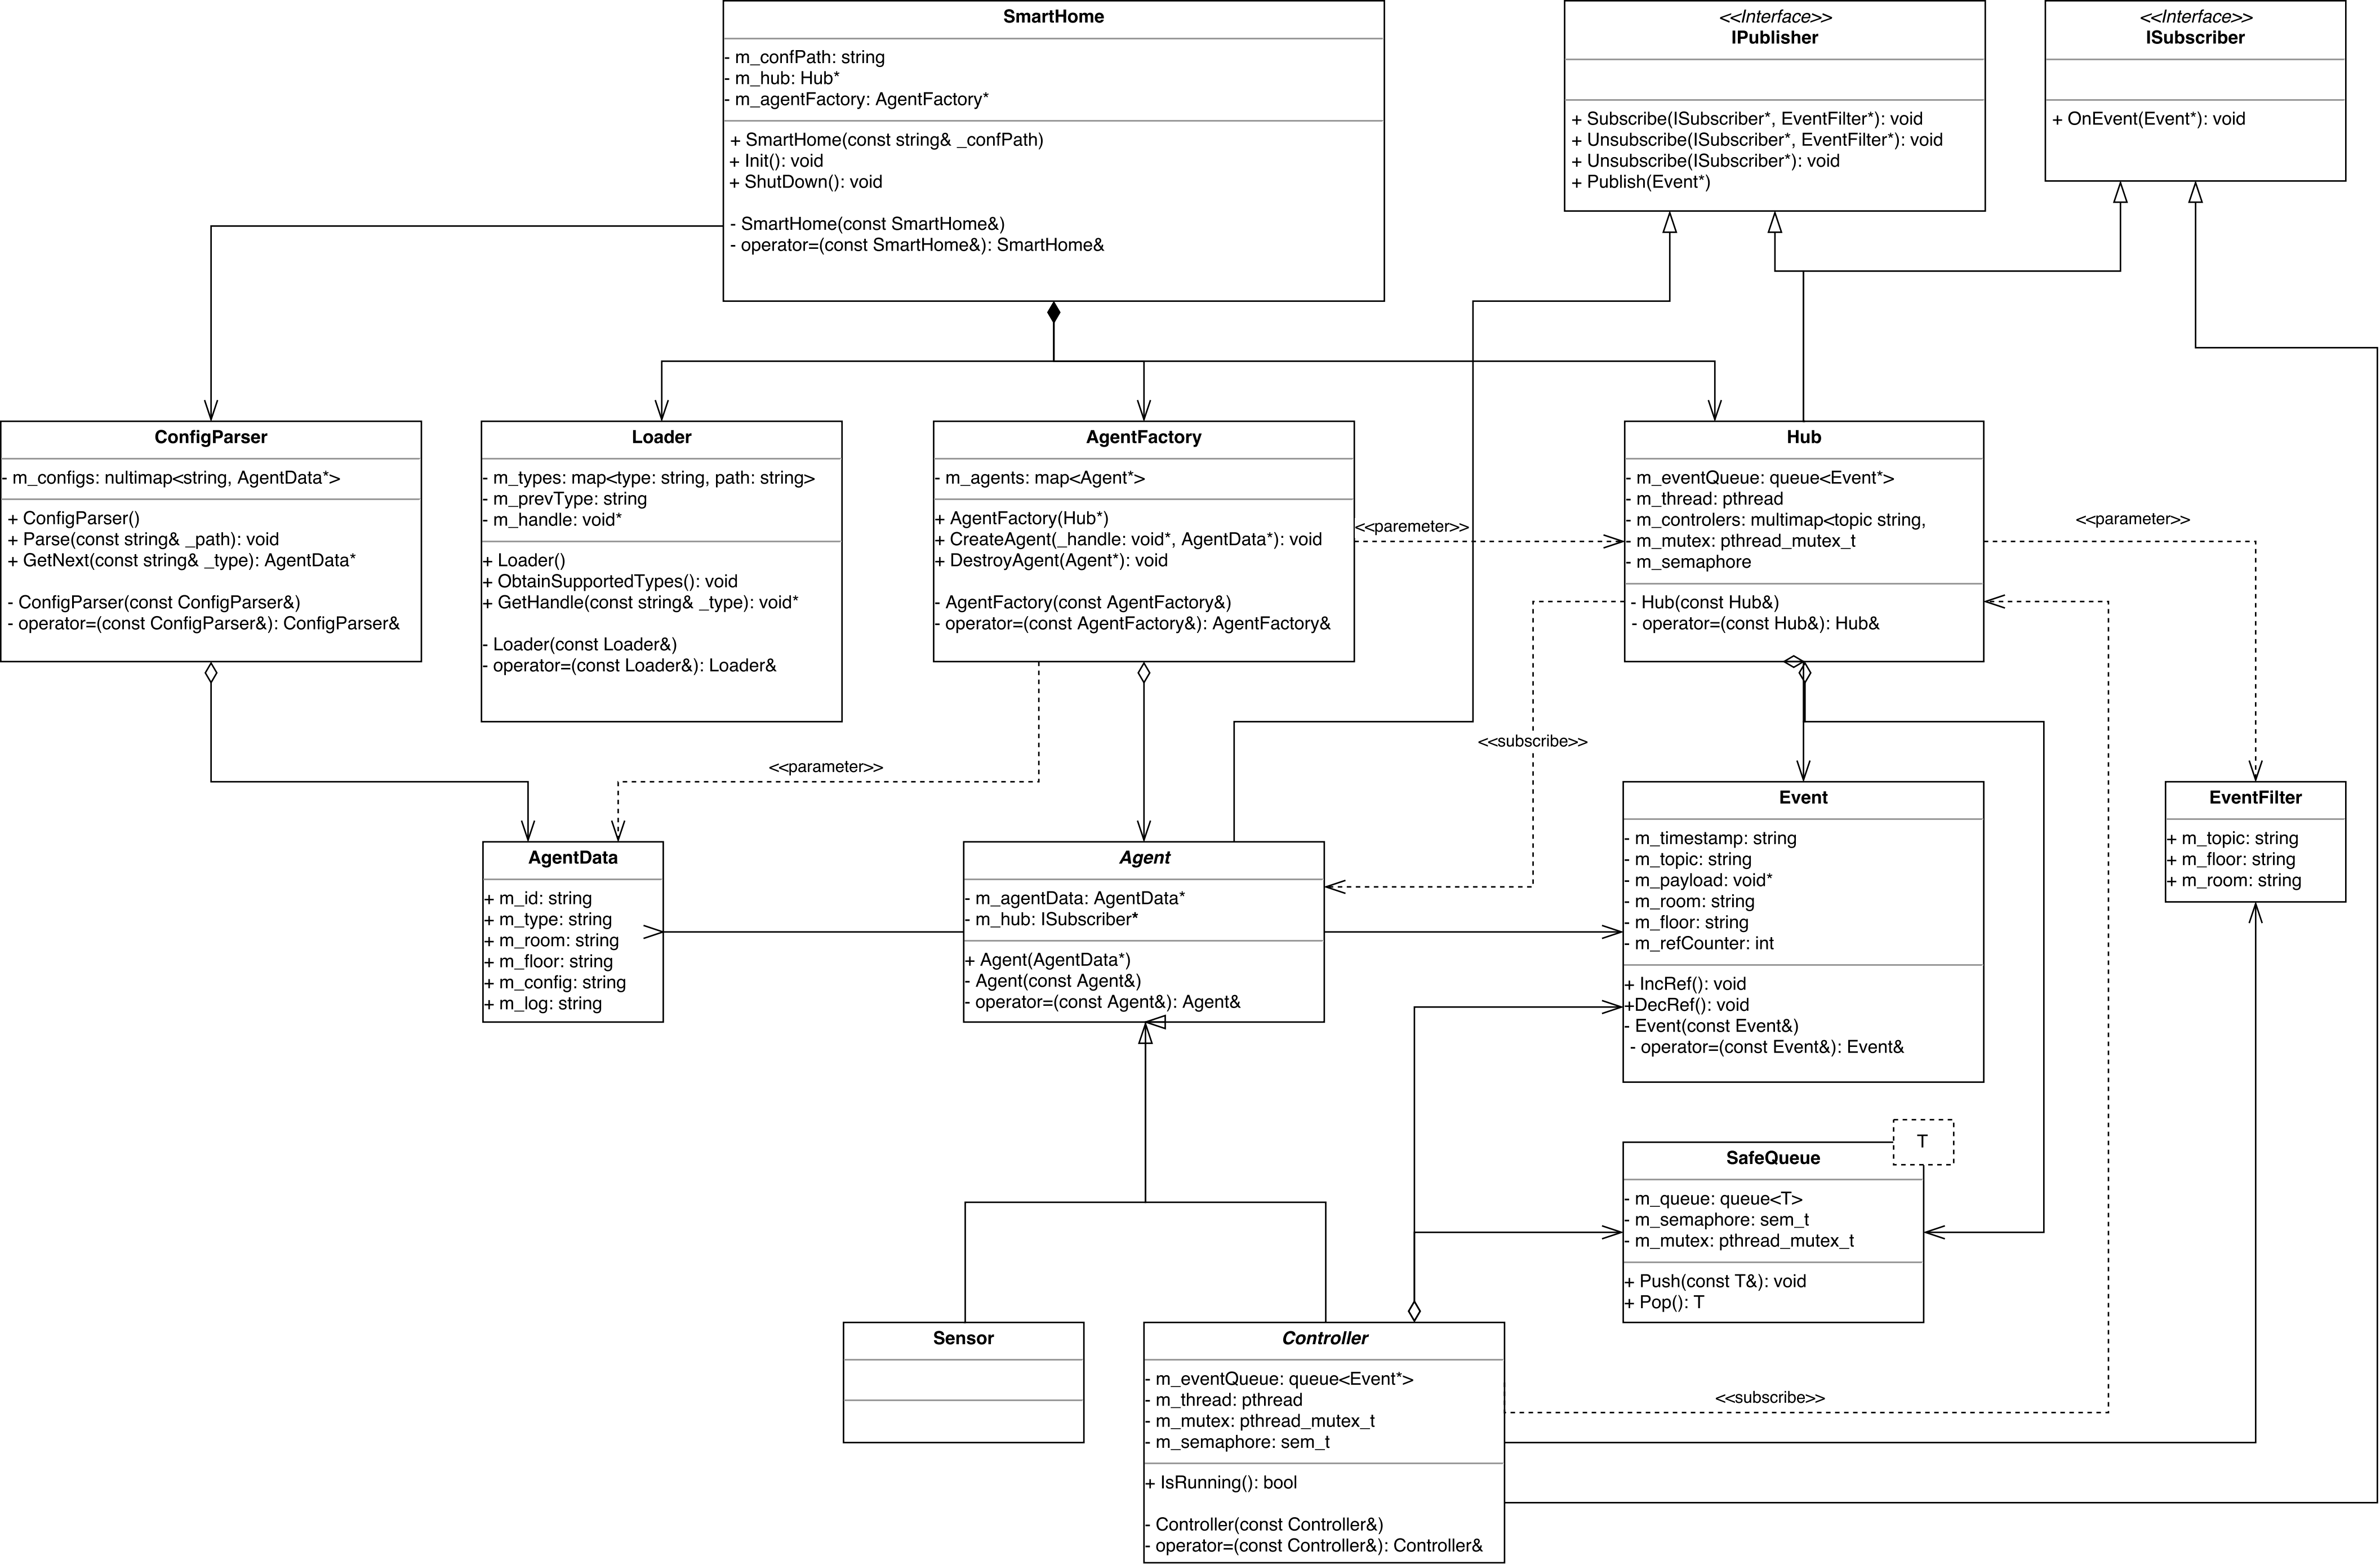 SmartHome
- m_confPath: string
- m_hub: Hub*
- m_agentFactory: AgentFactory*
+ SmartHome(const string& _confPath)
+ Init(): void
+ ShutDown(): void
- SmartHome(const SmartHome&)
- operator=(const SmartHome&): SmartHome&
<<Interface>>
IPublisher
+ Subscribe(ISubscriber*, EventFilter*): void
+ Unsubscribe(ISubscriber*, EventFilter*): void
+ Unsubscribe(ISubscriber*): void
+ Publish(Event*)
<<Interface>>
ISubscriber
+ OnEvent(Event*): void
ConfigParser
- m_configs: nultimap<string, AgentData*>
+ ConfigParser()
+ Parse(const string& _path): void
+ GetNext(const string& _type): AgentData*
- ConfigParser(const ConfigParser&)
- operator=(const ConfigParser&): ConfigParser&
Loader
- m_types: map<type: string, path: string>
- m_prevType: string
- m_handle: void*
+ Loader()
+ ObtainSupportedTypes(): void
+ GetHandle(const string& _type): void*
- Loader(const Loader&)
- operator=(const Loader&): Loader&
AgentFactory
- m_agents: map<Agent*>
+ AgentFactory(Hub*)
+ CreateAgent(_handle: void*, AgentData*): void
+ DestroyAgent(Agent*): void
- AgentFactory(const AgentFactory&)
- operator=(const AgentFactory&): AgentFactory&
<<paremeter>>
Hub
- m_eventQueue: queue<Event*>
- m_thread: pthread
- m_controlers: multimap<topic string,
- m_mutex: pthread_mutex_t
- m_semaphore
- Hub(const Hub&)
- operator=(const Hub&): Hub&
<<parameter>>
<<subscribe>>
<<parameter>>
AgentData
+ m_id: string
+ m_type: string
+ m_room: string
+ m_floor: string
+ m_config: string
+ m_log: string
Agent
- m_agentData: AgentData*
- m_hub: ISubscriber*
+ Agent(AgentData*)
- Agent(const Agent&)
- operator=(const Agent&): Agent&
Event
- m_timestamp: string
- m_topic: string
- m_payload: void*
- m_room: string
- m_floor: string
- m_refCounter: int
+ IncRef(): void
+DecRef(): void
- Event(const Event&)
- operator=(const Event&): Event&
EventFilter
+ m_topic: string
+ m_floor: string
+ m_room: string
T
SafeQueue
- m_queue: queue<T>
- m_semaphore: sem_t
- m_mutex: pthread_mutex_t
+ Push(const T&): void
+ Pop(): T
Sensor
Controller
- m_eventQueue: queue<Event*>
- m_thread: pthread
- m_mutex: pthread_mutex_t
- m_semaphore: sem_t
+ IsRunning(): bool
- Controller(const Controller&)
- operator=(const Controller&): Controller&
<<subscribe>>